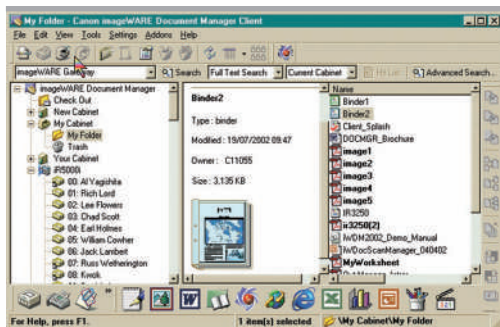 My Folder - Canon imageWARE Document Manager Client
File Edit View Tools Settings Addons Help
imageWARE Gateway Search Full Text Search Current Cabinet Hit List Advanced Search..
imageWARE Document Manager
Check Out
New Cabinet
My Cabinet
My Folder
Trash
Your Cabinet
iR5000i
00: Al Yagishita
01: Rich Lord
02: Lee Flowers
03: Chad Scott
04: Earl Holmes
05: William Cowher
06: Jack Lambert
07: Russ Wetherington
08: Kwok
Binder2
Type : binder
Modified : 19/07/2002 09:47
Owner : C11055
Size : 3,135 KB
Name
Binder1
Binder2
Client_Splash
DOCMGR_Brochure
image1
image2
image3
image4
image5
IR3250
ir3250(2)
IWDM2002_Demo_Manual
IWDocScanManager_040402
MyWorksheet
For Help, press F1.
1 item(s) selected
\My Cabinet\My Folder